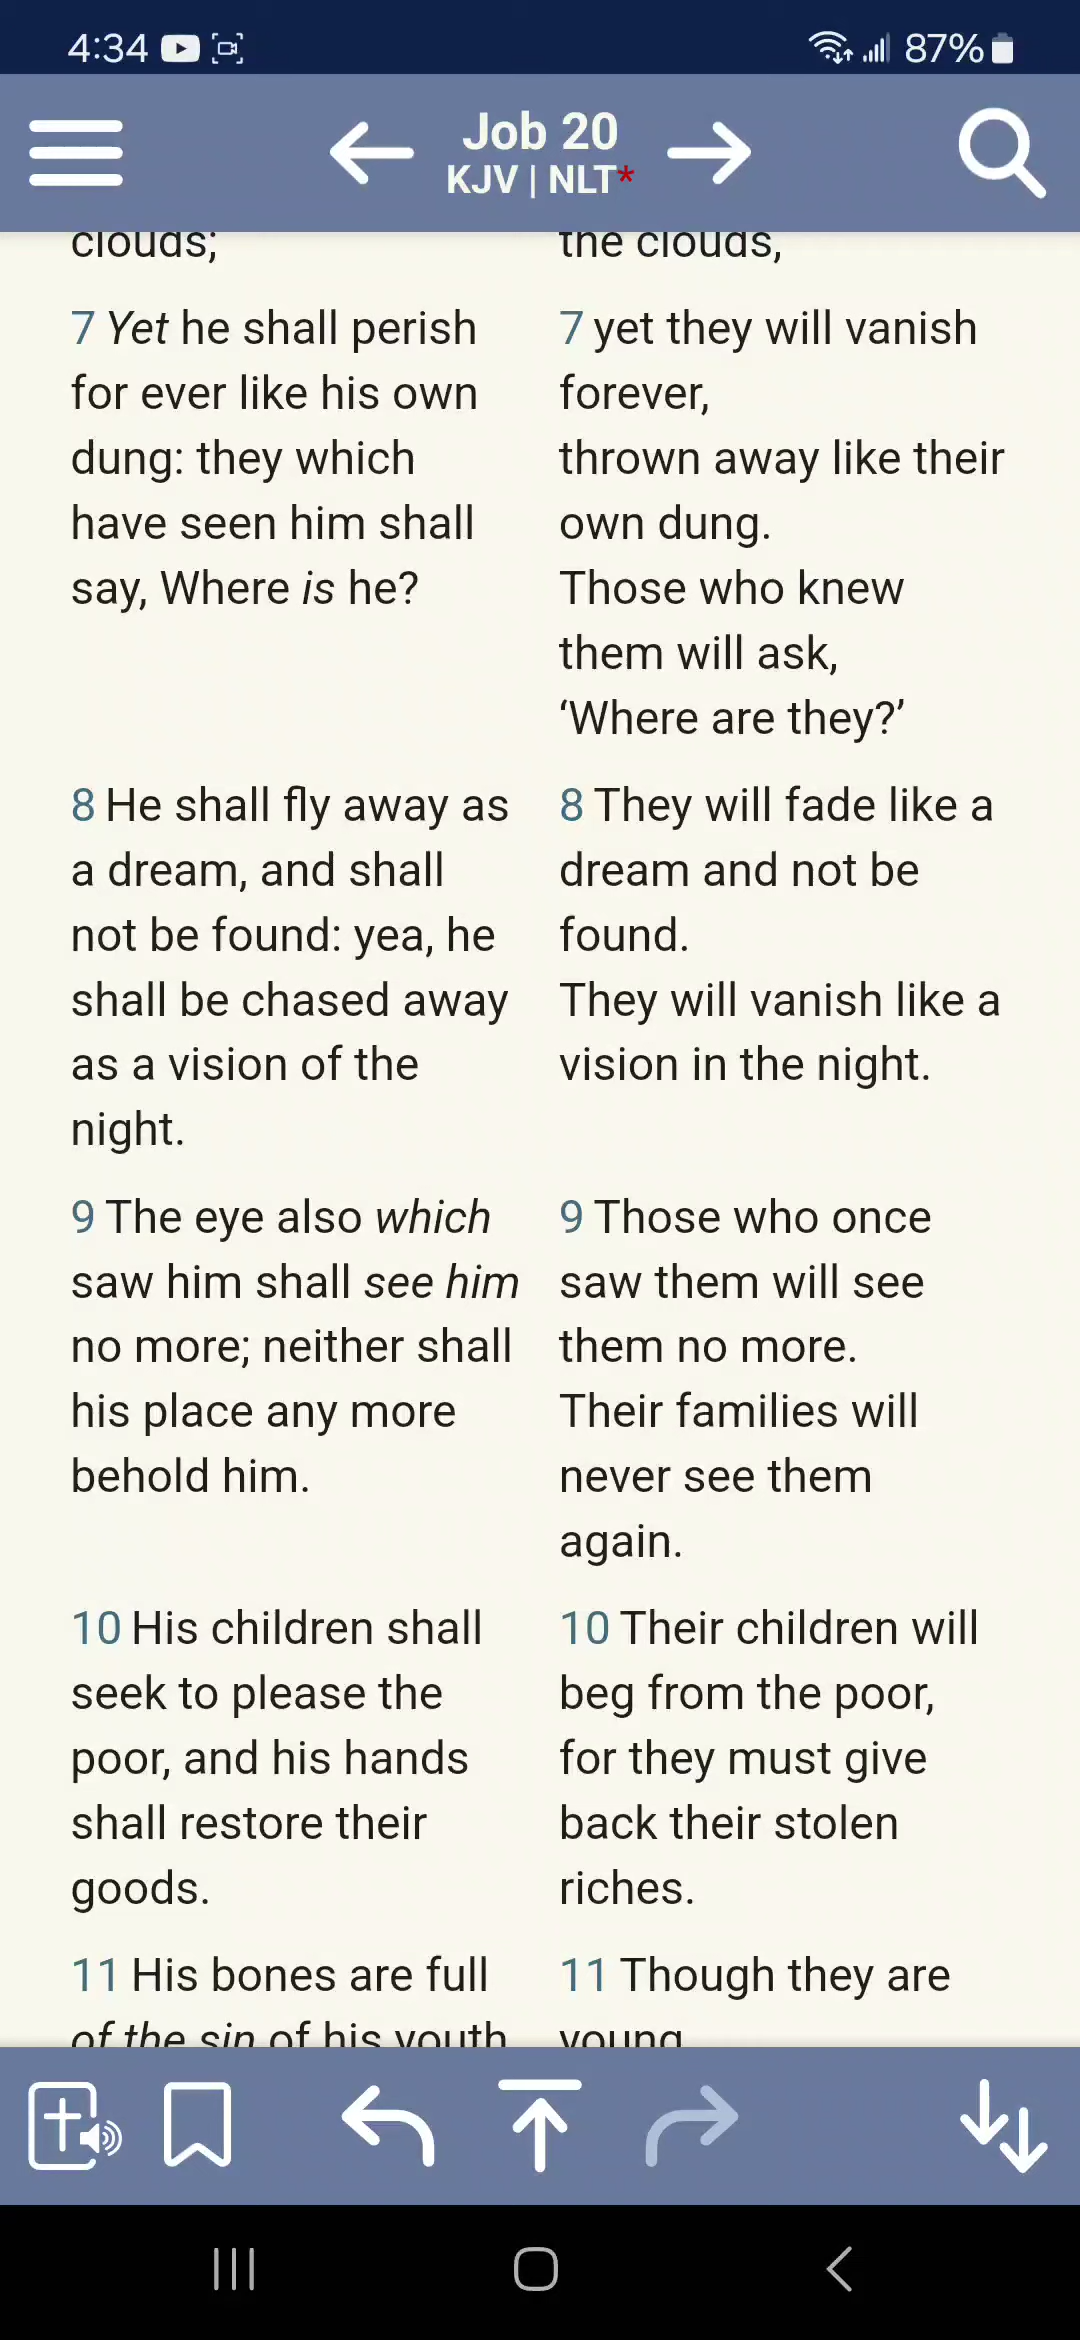 4:34
87%
Job 20
KJV | NLT*
clouds;
7 Yet he shall perish
for ever like his own
dung: they which
have seen him shall
say, Where is he?
8 He shall fly away as
a dream, and shall
not be found: yea, he
shall be chased away
as a vision of the
night.
9 The eye also which
saw him shall see him
no more; neither shall
his place any more
behold him.
10 His children shall
seek to please the
poor, and his hands
shall restore their
goods.
11 His bones are full
of the sin of his youth
the clouds,
7 yet they will vanish
forever,
thrown away like their
own dung.
Those who knew
them will ask,
‘Where are they?’
8 They will fade like a
dream and not be
found.
They will vanish like a
vision in the night.
9 Those who once
saw them will see
them no more.
Their families will
never see them
again.
10 Their children will
beg from the poor,
for they must give
back their stolen
riches.
11 Though they are
young